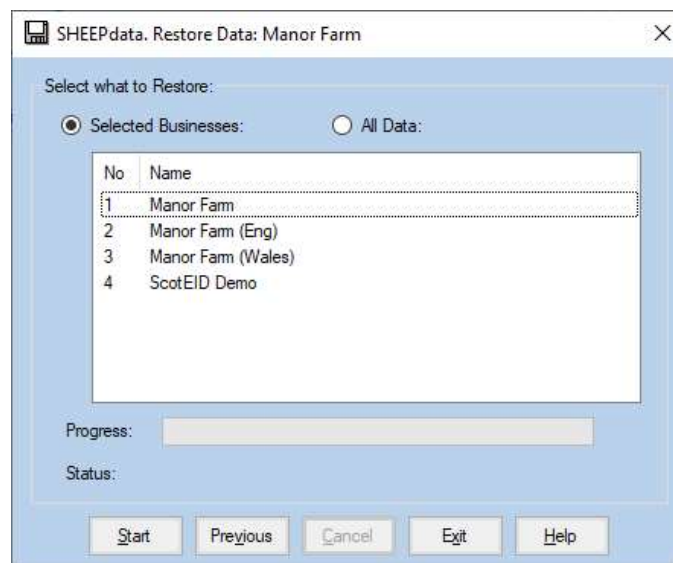 SHEEPdata. Restore Data: Manor Farm
Select what to Restore:
Selected Businesses: All Data:
No Name
1 Manor Farm
2 Manor Farm (Eng)
3 Manor Farm (Wales)
4 ScotEID Demo
Progress:
Status:
Start Previous Cancel Exit Help